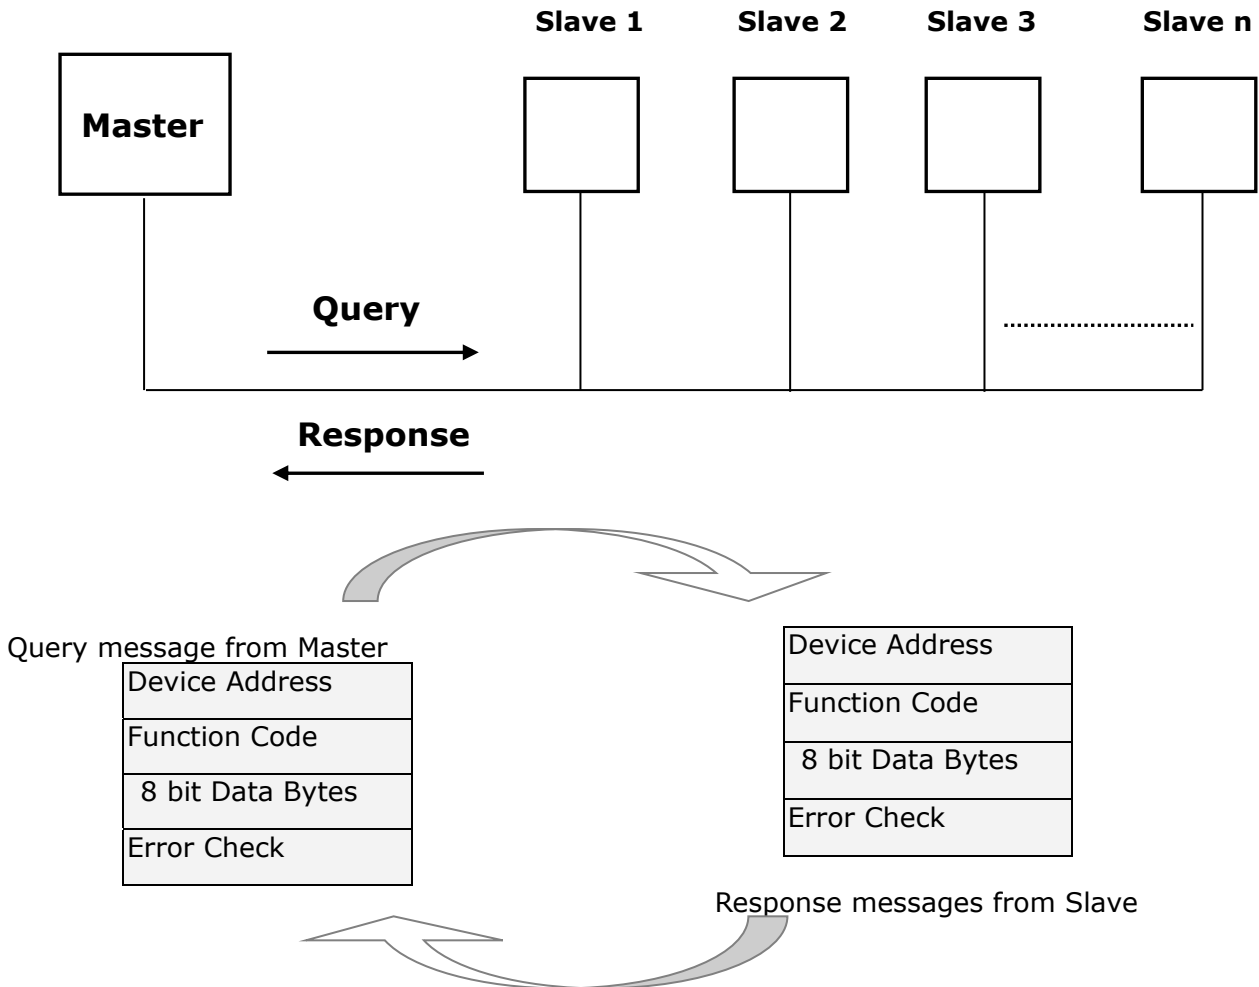 Slave 1 Slave 2 Slave 3 Slave n
Master
Query
Response
Query message from Master
Device Address
Function Code
8 bit Data Bytes
Error Check
Device Address
Function Code
8 bit Data Bytes
Error Check
Response messages from Slave